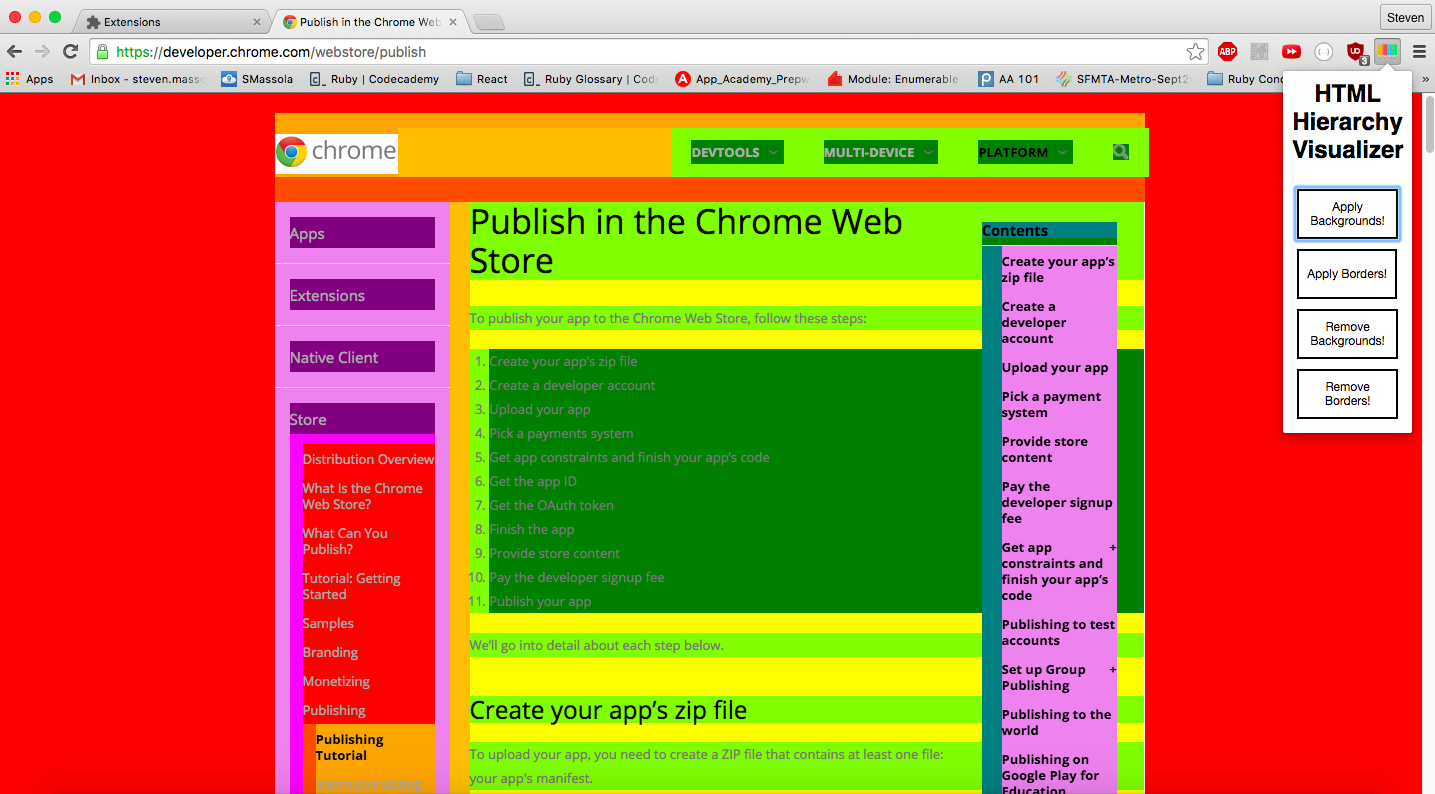 Extensions
Publish in the Chrome Web
Steven
https://developer.chrome.com/webstore/publish
ABP
3
Apps
Inbox - steven.mass
SMassola
Ruby | Codecademy
React
Ruby Glossary | Cod
App_Academy_Prepw
Module: Enumerable
AA 101
SFMTA-Metro-Sept2
Ruby Cond
»
HTML
Hierarchy
Visualizer
Apply
Backgrounds!
Apply Borders!
Remove
Backgrounds!
Remove
Borders!
chrome
DEVTOOLS
MULTI-DEVICE
PLATFORM
Apps
Extensions
Native Client
Store
Distribution Overview
What Is the Chrome
Web Store?
What Can You
Publish?
Tutorial: Getting
Started
Samples
Branding
Monetizing
Publishing
Publishing
Tutorial
Internationalizing
Publish in the Chrome Web
Store
To publish your app to the Chrome Web Store, follow these steps:
1. Create your app's zip file
2. Create a developer account
3. Upload your app
4. Pick a payments system
5. Get app constraints and finish your app's code
6. Get the app ID
7. Get the OAuth token
8. Finish the app
9. Provide store content
10. Pay the developer signup fee
11. Publish your app
We'll go into detail about each step below.
Create your app's zip file
To upload your app, you need to create a ZIP file that contains at least one file:
your app's manifest.
Contents
Create your app's
zip file
Create a
developer
account
Upload your app
Pick a payment
system
Provide store
content
Pay the
developer signup
fee
Get app +
constraints and
finish your app's
code
Publishing to test
accounts
Set up Group +
Publishing
Publishing to the
world
Publishing on
Google Play for
Education